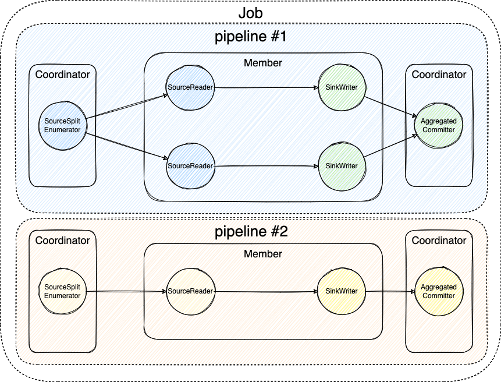 Job
pipeline #1
Coordinator
Member
Coordinator
SourceSplit
Enumerator
SourceReader
SinkWriter
SourceReader
SinkWriter
Aggregated
Committer
pipeline #2
Coordinator
Member
Coordinator
SourceSplit
Enumerator
SourceReader
SinkWriter
Aggregated
Committer